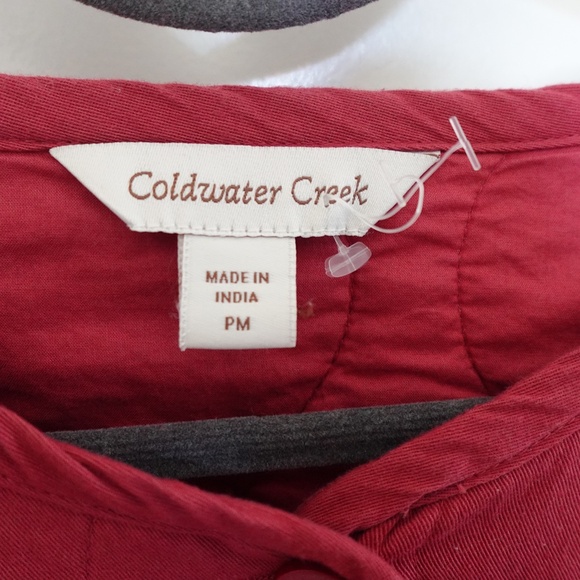 Coldwater Creek
MADE IN
INDIA
PM